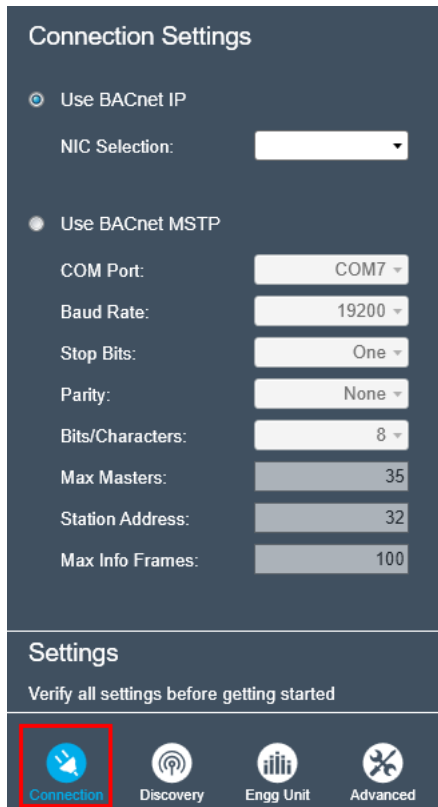 Connection Settings
Use BACnet IP
NIC Selection:
Use BACnet MSTP
COM Port: COM7
Baud Rate: 19200
Stop Bits: One
Parity: None
Bits/Characters: 8
Max Masters: 35
Station Address: 32
Max Info Frames: 100
Settings
Verify all settings before getting started
Connection Discovery Engg Unit Advanced